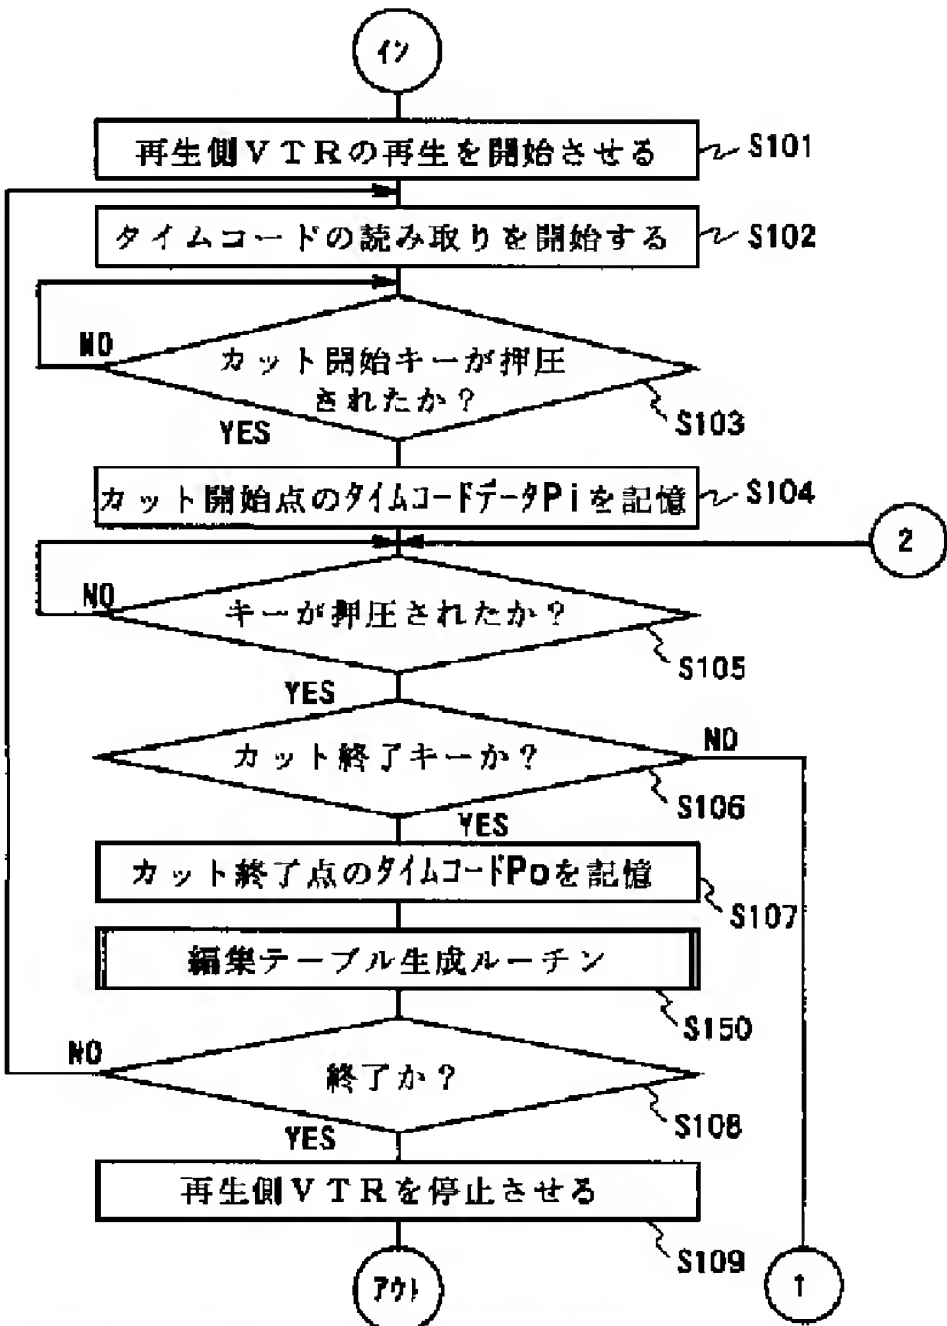 イン
再生側VTRの再生を開始させる
S101
タイムコードの読み取りを開始する
S102
NO
カット開始キーが押圧
されたか？
S103
YES
カット開始点のタイムコードデータPiを記憶
S104
2
NO
キーが押圧されたか？
S105
YES
カット終了キーか？
NO
S106
YES
カット終了点のタイムコードPoを記憶
S107
編集テーブル生成ルーチン
S150
NO
終了か？
S108
YES
再生側VTRを停止させる
S109
アウト
1